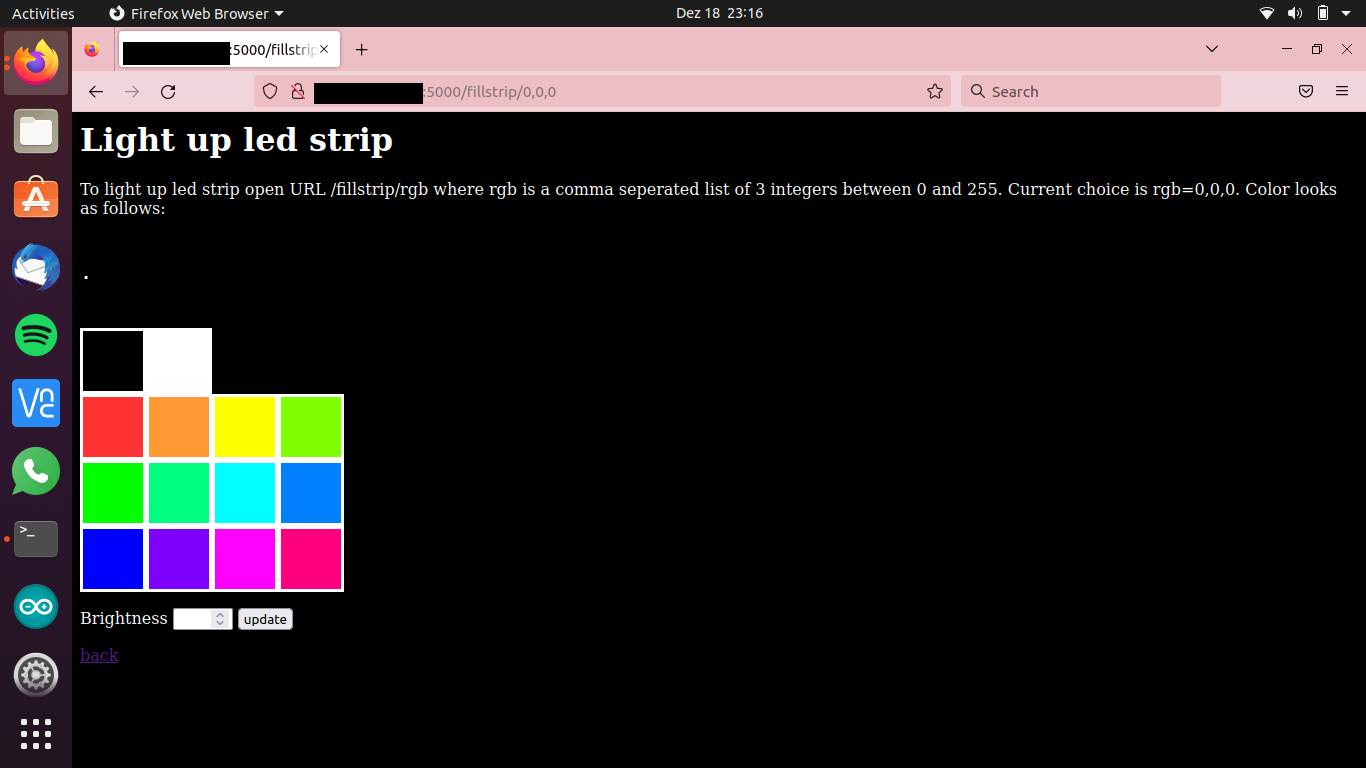 Activities Firefox Web Browser Dez 18 23:16
:5000/fillstrip
:5000/fillstrip/0,0,0 Search
Light up led strip
To light up led strip open URL /fillstrip/rgb where rgb is a comma seperated list of 3 integers between 0 and 255. Current choice is rgb=0,0,0. Color looks
as follows:
.
Brightness update
back